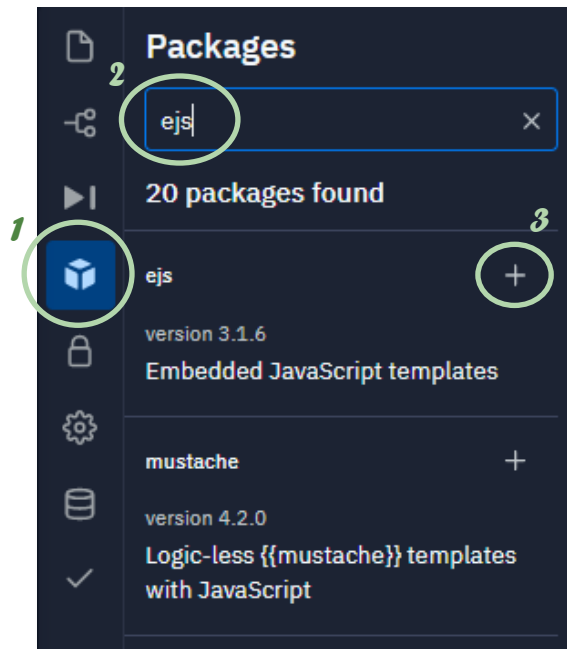 Packages
2
ejs
20 packages found
1
3
ejs
version 3.1.6
Embedded JavaScript templates
mustache
version 4.2.0
Logic-less {{mustache}} templates
with JavaScript